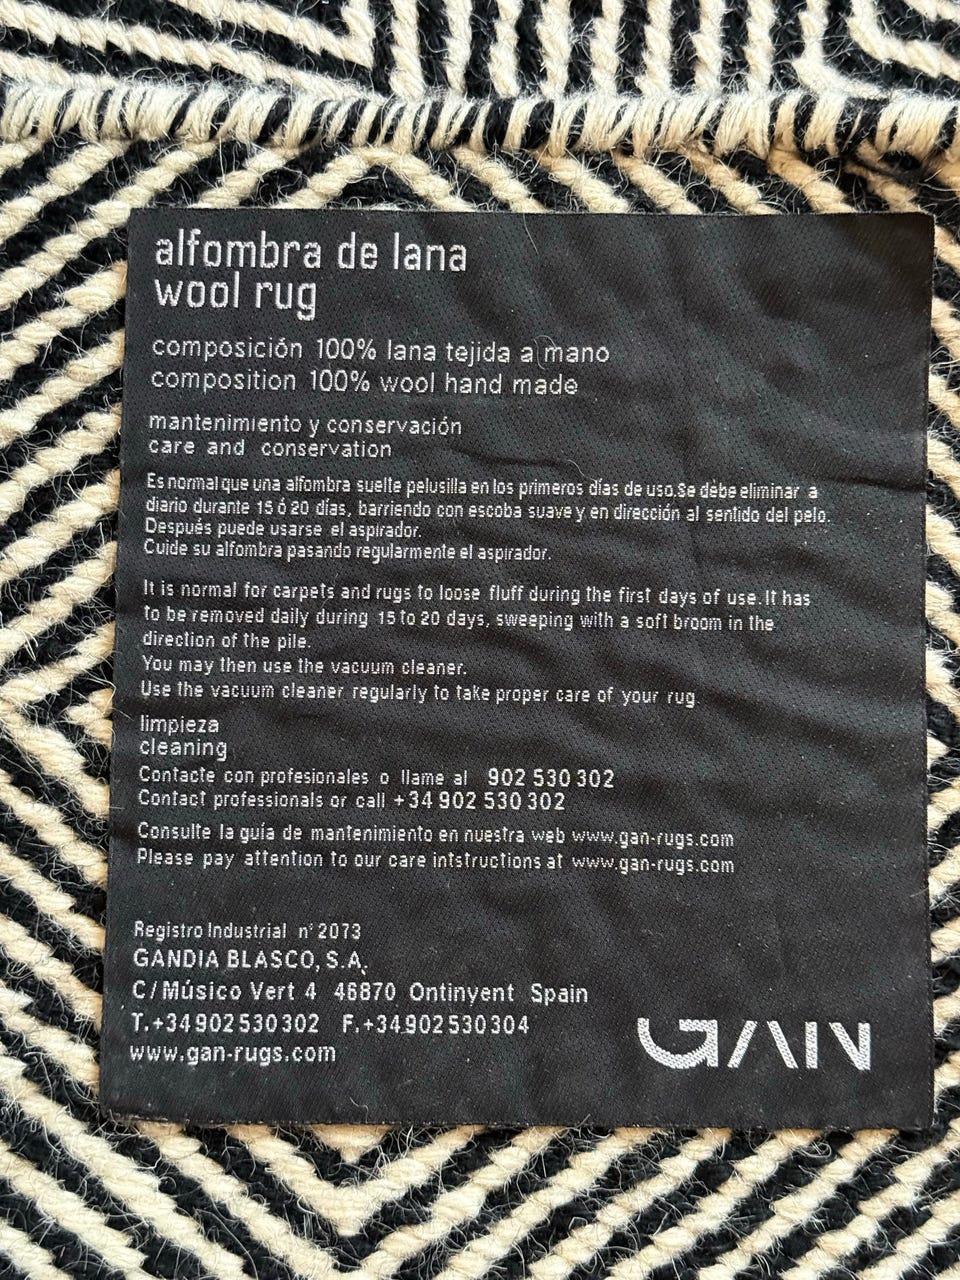 alfombra de lana
wool rug
composición 100% lana tejida a mano
composition 100% wool hand made
mantenimiento y conservación
care and conservation
Es normal que una alfombra suelte pelusilla en los primeros días de uso.Se debe eliminar a
diario durante 15 ó 20 días, barriendo con escoba suave y en dirección al sentido del pelo.
Después puede usarse el aspirador.
Cuide su alfombra pasando regularmente el aspirador.
It is normal for carpets and rugs to loose fluff during the first days of use. It has
to be removed daily during 15 to 20 days, sweeping with a soft broom in the
direction of the pile.
You may then use the vacuum cleaner.
Use the vacuum cleaner regularly to take proper care of your rug.
limpieza
cleaning
Contacte con profesionales o llame al 902 530 302
Contact professionals or call +34 902 530 302
Consulte la guía de mantenimiento en nuestra web www.gan-rugs.com
Please pay attention to our care intstructions at www.gan-rugs.com
Registro Industrial nº 2073
GANDIA BLASCO, S.A.
C/Músico Vert 4 46870 Ontinyent Spain
T.+34 902 530 302 F.+34 902 530 304
www.gan-rugs.com
GAN